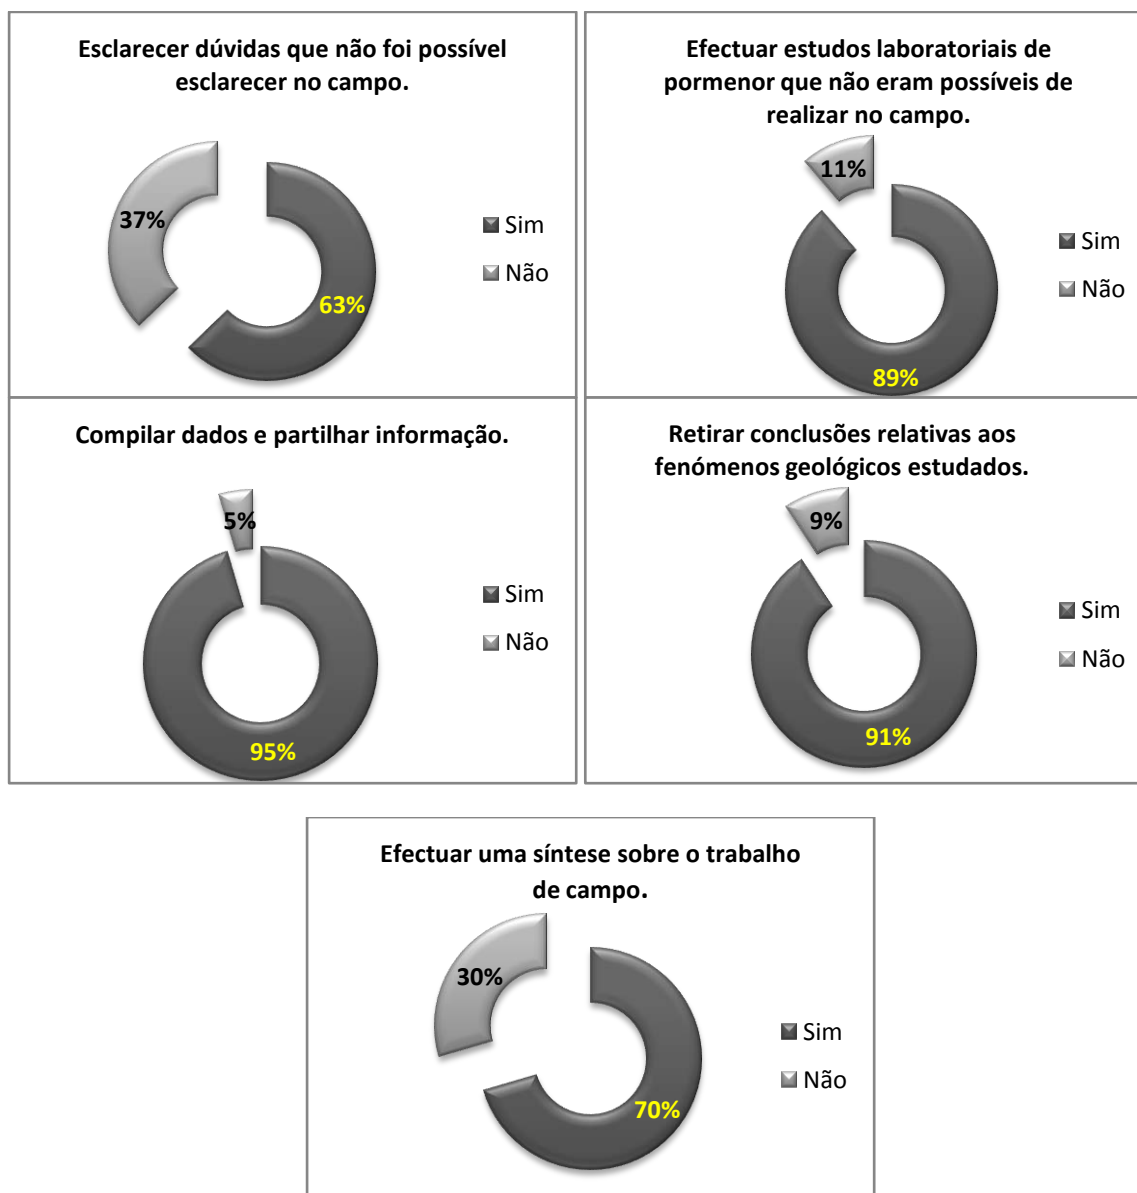 Esclarecer dúvidas que não foi possível
esclarecer no campo.
37%
63%
Sim
Não
Efectuar estudos laboratoriais de
pormenor que não eram possíveis de
realizar no campo.
11%
89%
Sim
Não
Compilar dados e partilhar informação.
5%
95%
Sim
Não
Retirar conclusões relativas aos
fenómenos geológicos estudados.
9%
91%
Sim
Não
Efectuar uma síntese sobre o trabalho
de campo.
30%
70%
Sim
Não